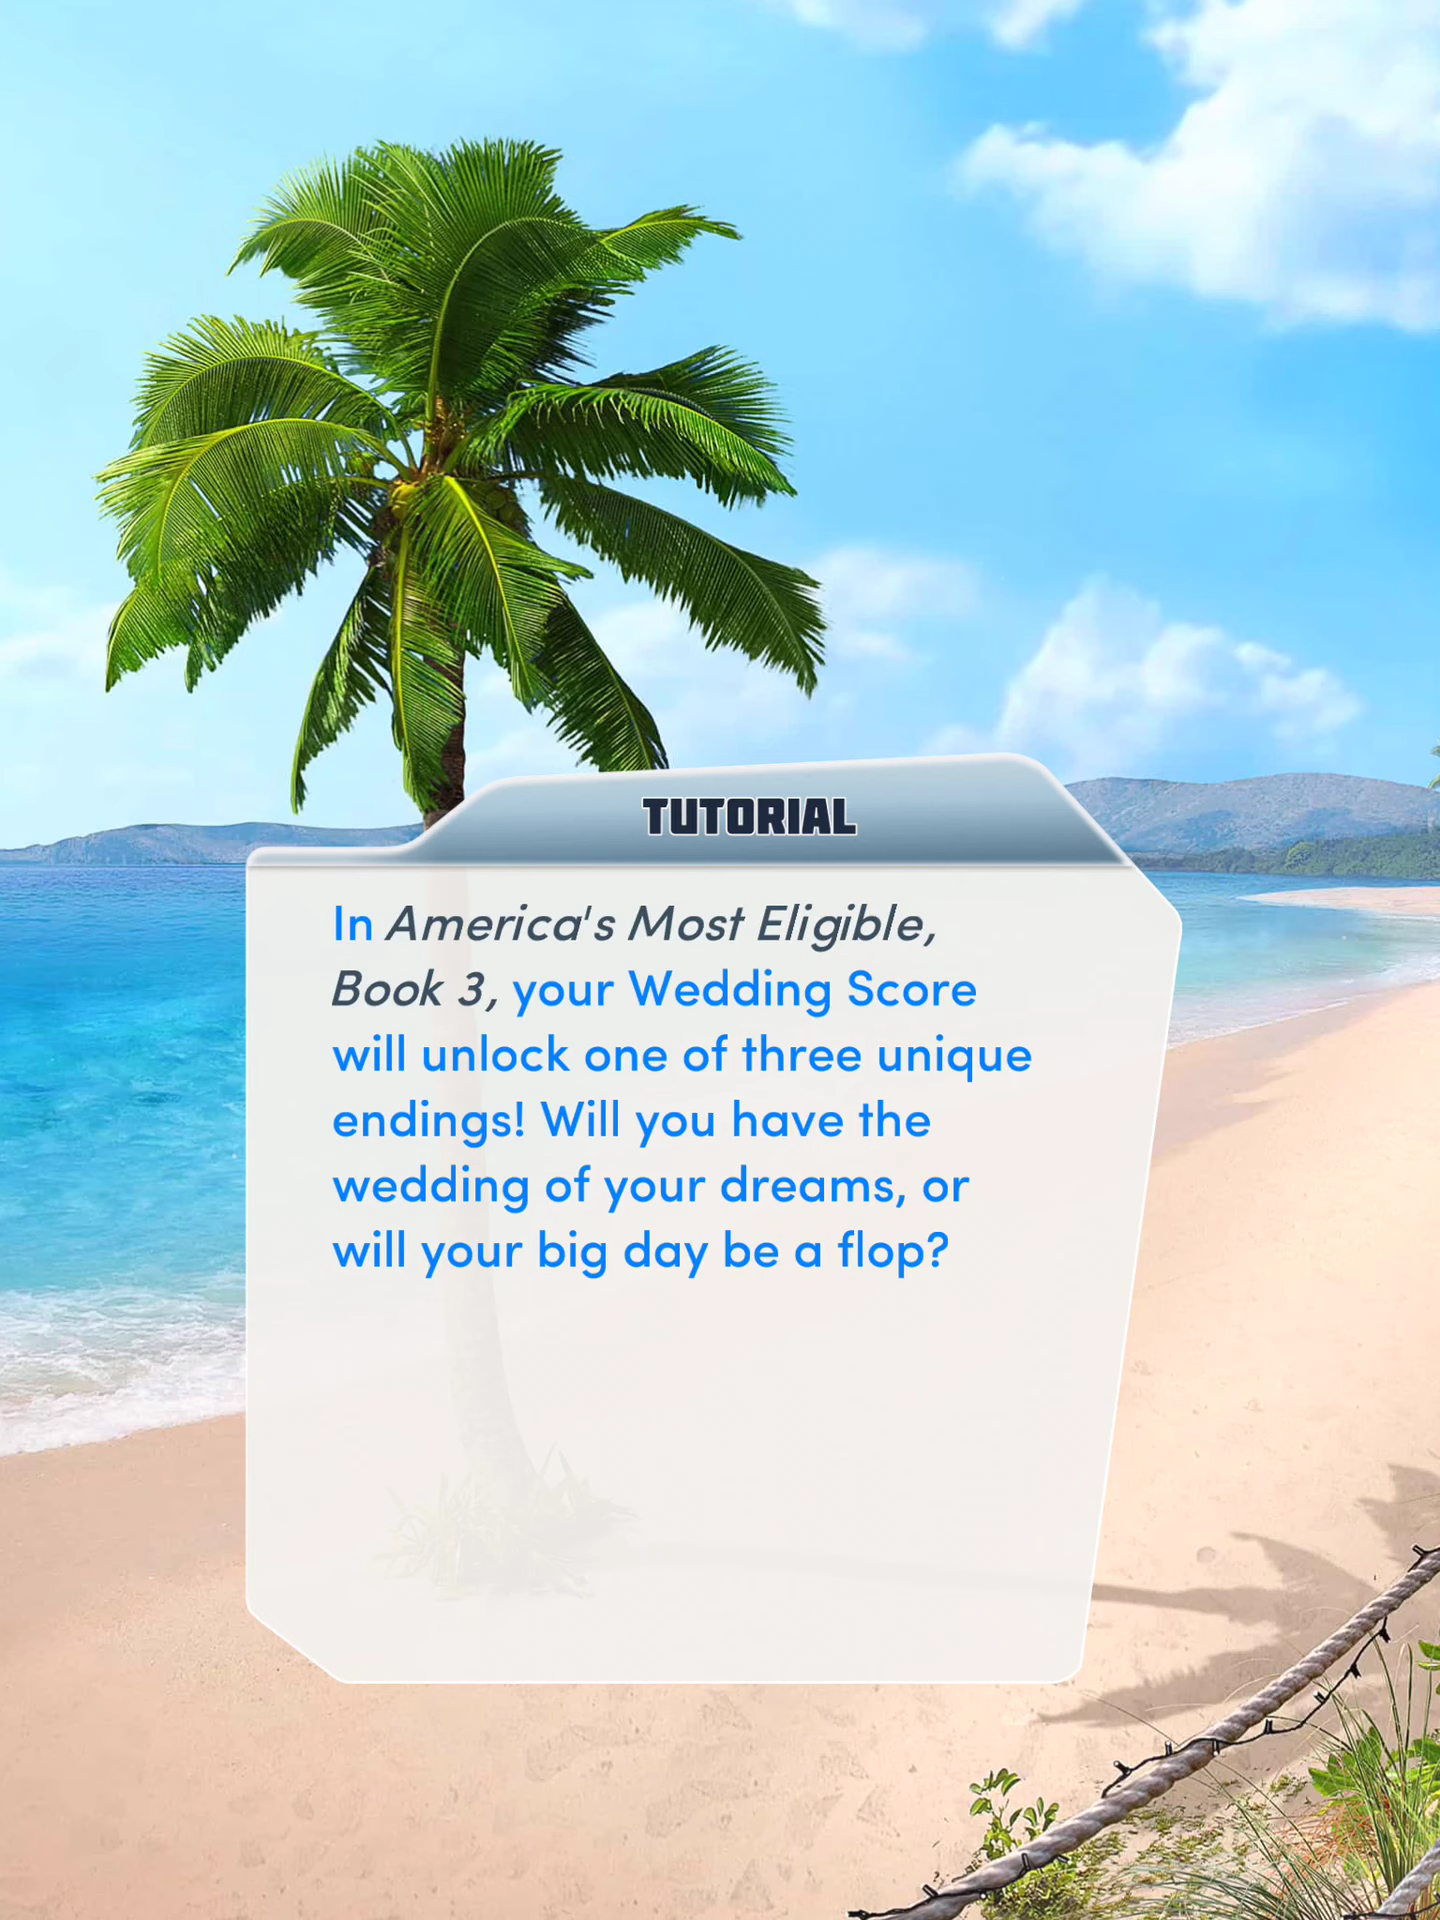 TUTORIAL
In America's Most Eligible,
Book 3, your Wedding Score
will unlock one of three unique
endings! Will you have the
wedding of your dreams, or
will your big day be a flop?